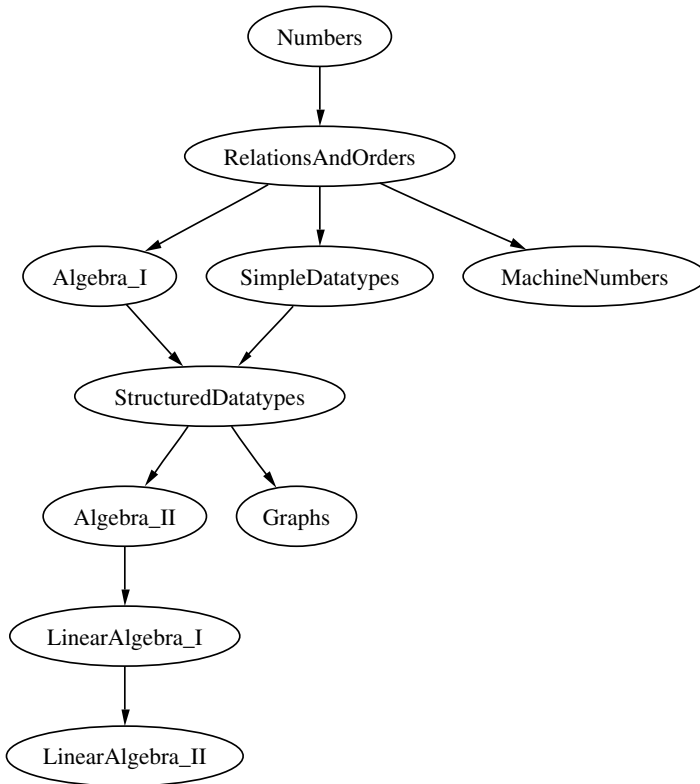 Numbers
RelationsAndOrders
Algebra_I
SimpleDatatypes
MachineNumbers
StructuredDatatypes
Algebra_II
Graphs
LinearAlgebra_I
LinearAlgebra_II